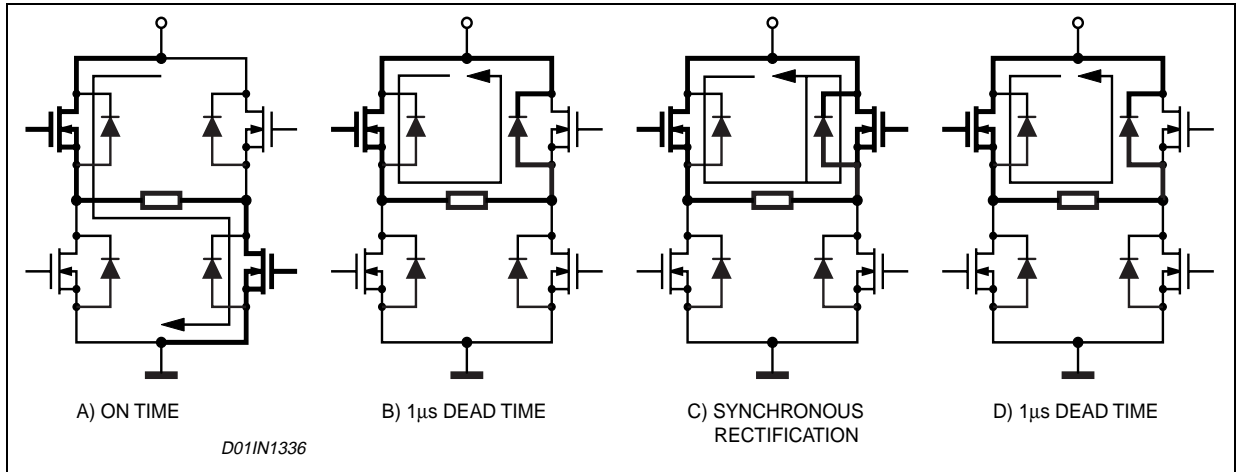 A) ON TIME
B) 1μs DEAD TIME
C) SYNCHRONOUS
RECTIFICATION
D) 1μs DEAD TIME
D01IN1336